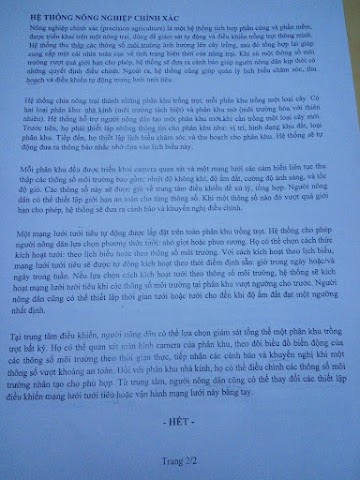 HỆ THỐNG NÔNG NGHIỆP CHÍNH XÁC
Nông nghiệp chính xác (precision agriculture) là một hệ thống tích hợp phần cứng và phần mềm,
được triển khai trên một nông trại, dùng để giám sát tự động và điều khiển trồng trọt thông minh.
Hệ thống thu thập các thông số môi trường ảnh hưởng lên cây trồng, sau đó tổng hợp lại giúp
cung cấp một cái nhìn toàn cục về tình trạng hiện thời của nông trại. Khi có một thông số môi
trường vượt quá giới hạn cho phép, hệ thống sẽ đưa ra cảnh báo giúp người nông dân kịp thời có
những quyết định điều chỉnh. Ngoài ra, hệ thống cũng giúp quản lý lịch biểu chăm sóc, thu
hoạch và điều khiển tự động mạng lưới tưới tiêu.
Hệ thống chia nông trại thành những phân khu trồng trọt, mỗi phân khu trồng một loại cây. Có
hai loại phân khu: nhà kính (môi trường tách biệt) và phân khu mở (môi trường hòa với thiên
nhiên). Hệ thống hỗ trợ người nông dân tạo một phân khu mới khi cần trồng một loại cây mới.
Trước tiên, họ phải thiết lập những thông tin cho phân khu như: vị trí, hình dạng khu đất, loại
phân khu. Tiếp đến, họ thiết lập lịch biểu chăm sóc và thu hoạch cho phân khu. Hệ thống sẽ tự
động đưa ra thông báo nhắc nhở dựa vào lịch biểu này.
Mỗi phân khu đều được triển khai camera quan sát và một mạng lưới các cảm biến liên tục thu
thập các thông số môi trường bao gồm: nhiệt độ không khí, độ ẩm đất, cường độ ánh sáng, và tốc
độ gió. Các thông số này sẽ được gửi về trung tâm điều khiển để xử lý, tổng hợp. Người nông
dân có thể thiết lập giới hạn an toàn cho từng thông số. Khi một thông số nào đó vượt quá giới
hạn cho phép, hệ thống sẽ đưa ra cảnh báo và khuyến nghị điều chỉnh.
Một mạng lưới tưới tiêu tự động được lắp đặt trên toàn phân khu trồng trọt. Hệ thống cho phép
người nông dân lựa chọn phương thức tưới: nhỏ giọt hoặc phun sương. Họ có thể chọn cách thức
kích hoạt tưới: theo lịch biểu hoặc theo thông số môi trường. Với cách kích hoạt theo lịch biểu,
mạng lưới tưới tiêu sẽ được tự động kích hoạt theo thời điểm định sẵn: giờ trong ngày hoặc/và
ngày trong tuần. Nếu lựa chọn cách kích hoạt theo thông số môi trường, hệ thống sẽ kích
hoạt mạng lưới tưới tiêu khi các thông số môi trường tại phân khu vượt ngưỡng cho trước. Người
nông dân cũng có thể thiết lập thời gian tưới hoặc tưới cho đến khi độ ẩm đất đạt một ngưỡng
nhất định.
Tại trung tâm điều khiển, người nông dân có thể lựa chọn giám sát tổng thể một phân khu trồng
trọt bất kỳ. Họ có thể quan sát màn hình camera của phân khu, theo dõi biểu đồ biến động của
các thông số môi trường theo thời gian thực, tiếp nhận các cảnh báo và khuyến nghị khi một
thông số vượt khoảng an toàn. Đối với phân khu nhà kính, họ có thể điều chỉnh các thông số môi
trường nhân tạo cho phù hợp. Từ trung tâm, người nông dân cũng có thể thay đổi các thiết lập
điều khiển mạng lưới tưới tiêu hoặc vận hành mạng lưới này bằng tay.
- HẾT -
Trang 2/2